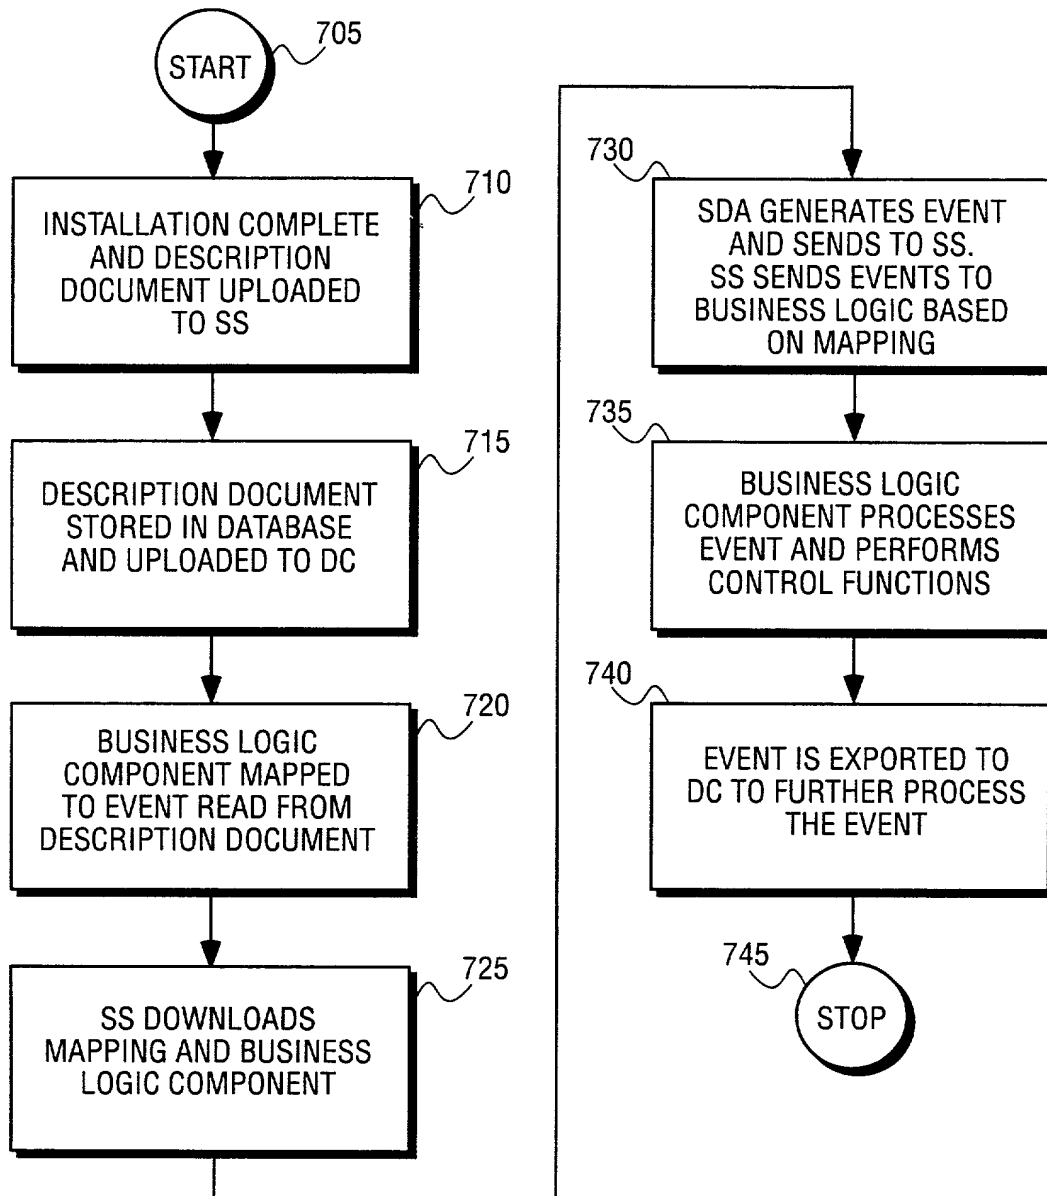 705
START
710
INSTALLATION COMPLETE
AND DESCRIPTION
DOCUMENT UPLOADED
TO SS
715
DESCRIPTION DOCUMENT
STORED IN DATABASE
AND UPLOADED TO DC
720
BUSINESS LOGIC
COMPONENT MAPPED
TO EVENT READ FROM
DESCRIPTION DOCUMENT
725
SS DOWNLOADS
MAPPING AND BUSINESS
LOGIC COMPONENT
730
SDA GENERATES EVENT
AND SENDS TO SS.
SS SENDS EVENTS TO
BUSINESS LOGIC BASED
ON MAPPING
735
BUSINESS LOGIC
COMPONENT PROCESSES
EVENT AND PERFORMS
CONTROL FUNCTIONS
740
EVENT IS EXPORTED TO
DC TO FURTHER PROCESS
THE EVENT
745
STOP